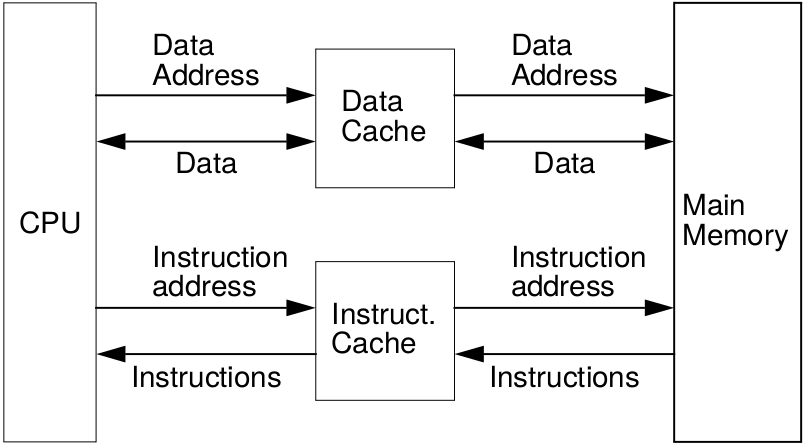 Data
Address
Data
Address
Data
Cache
Data
Data
CPU
Main
Memory
Instruction
address
Instruction
address
Instruct.
Cache
Instructions
Instructions